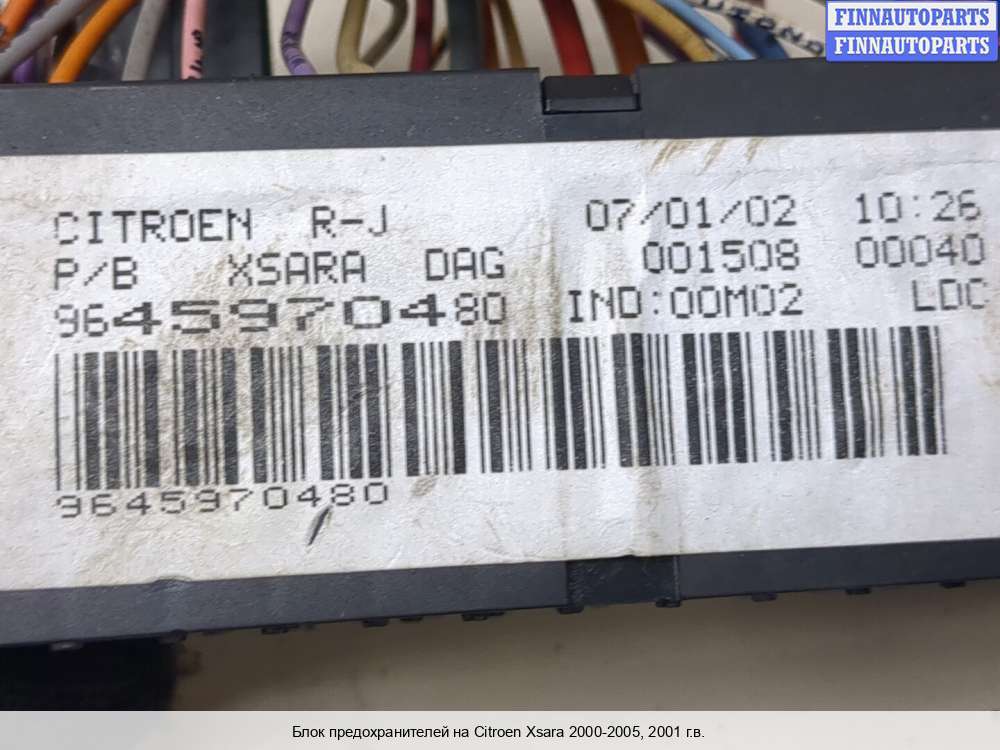 FINNAUTOPARTS
FINNAUTOPARTS
CITROEN R-J 07/01/02 10:26
P/B XSARA DAG 001508 00040
9645970480 IND:00M02 LDC
9645970480
Блок предохранителей на Citroen Xsara 2000-2005, 2001 г.в.